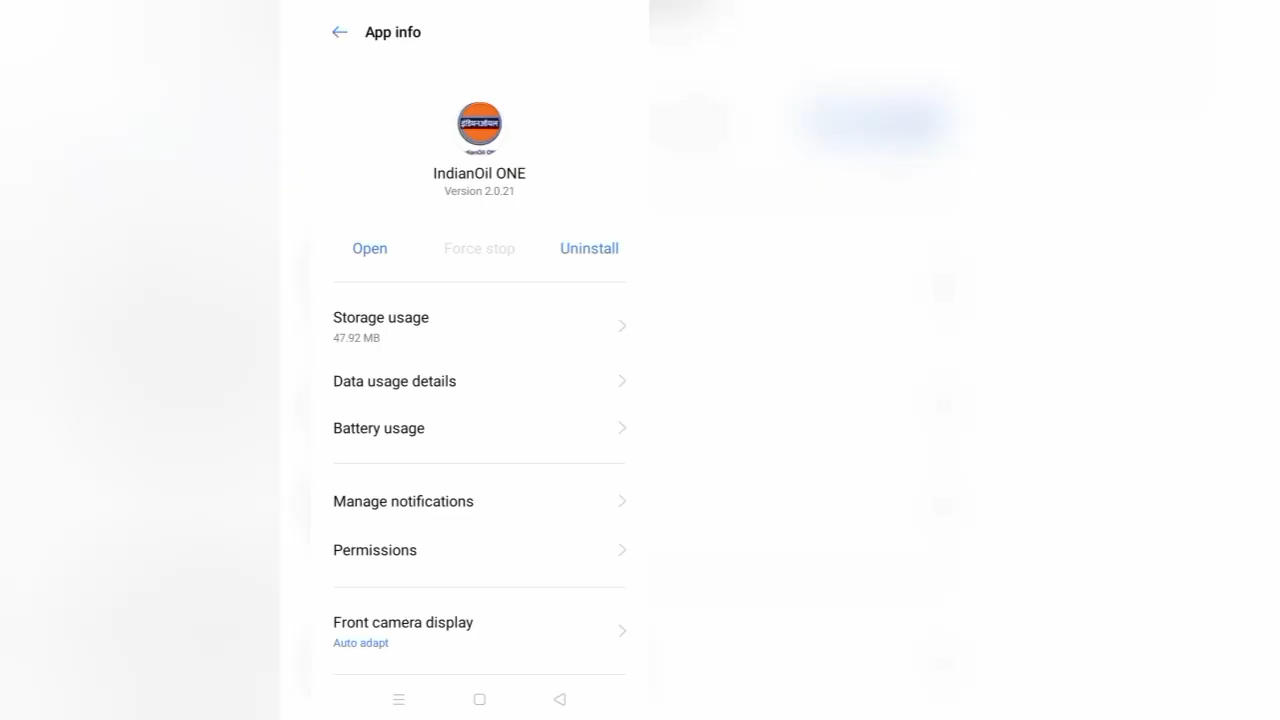 App info
इंडियनऑयल
IndianOil ONE
Version 2.0.21
Open
Force stop
Uninstall
Storage usage
47.92 MB
Data usage details
Battery usage
Manage notifications
Permissions
Front camera display
Auto adapt